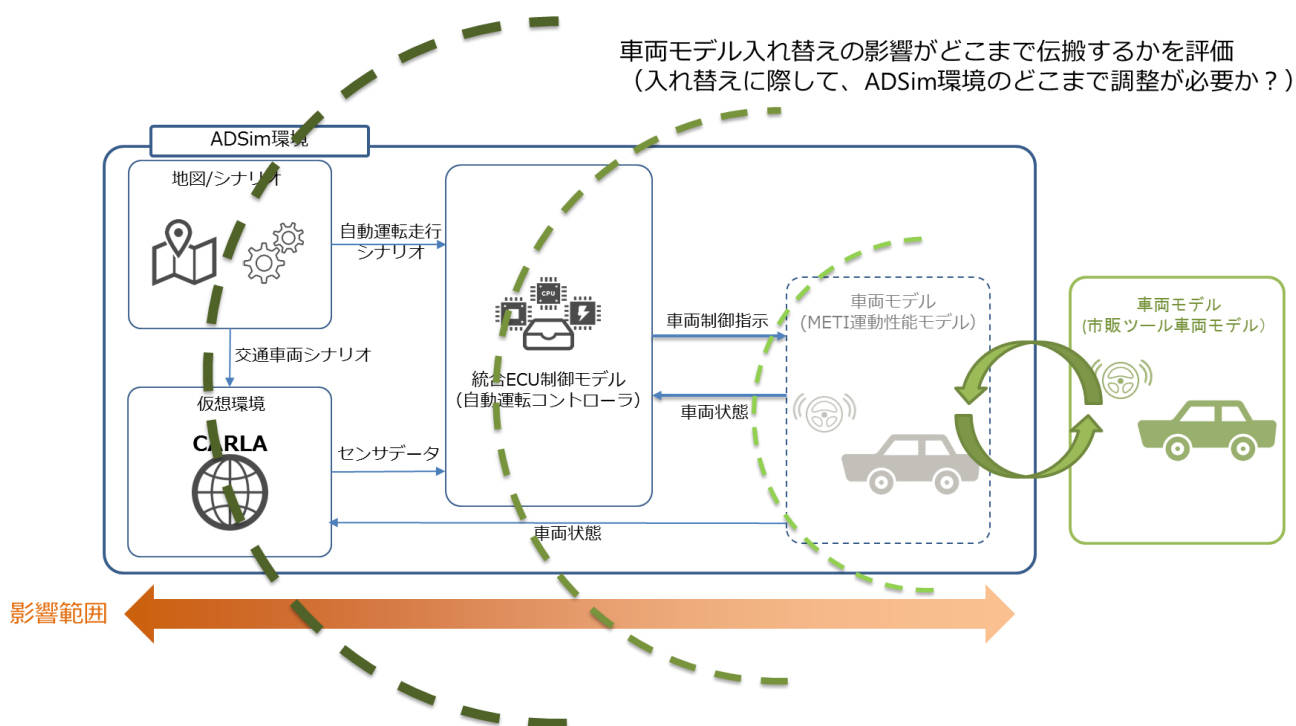 車両モデル入れ替えの影響がどこまで伝搬するかを評価
（入れ替えに際して、ADSim環境のどこまで調整が必要か？）
ADSim環境
地図/シナリオ
自動運転走行
シナリオ
交通車両シナリオ
仮想環境
CARLA
センサデータ
CPU
統合ECU制御モデル
(自動運転コントローラ)
車両制御指示
車両状態
車両状態
車両モデル
(METI運動性能モデル)
車両モデル
(市販ツール車両モデル)
影響範囲